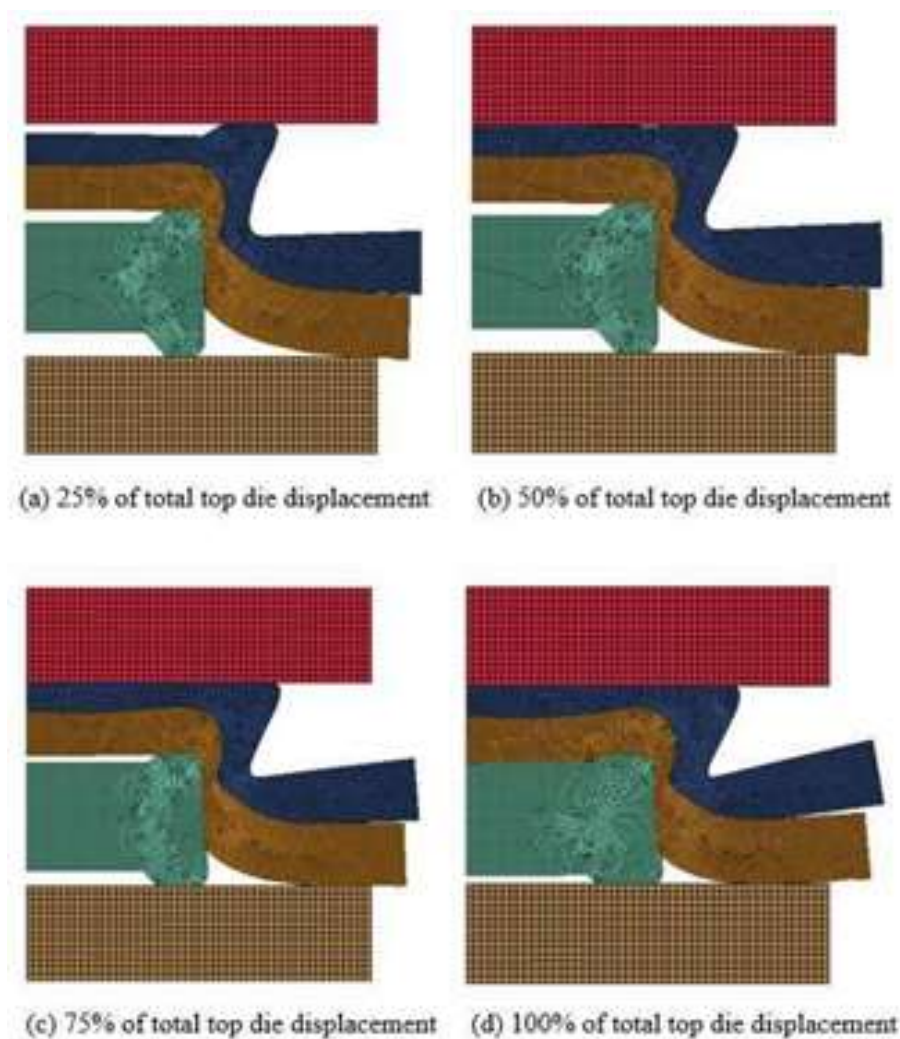 (a) 25% of total top die displacement
(b) 50% of total top die displacement
(c) 75% of total top die displacement
(d) 100% of total top die displacement